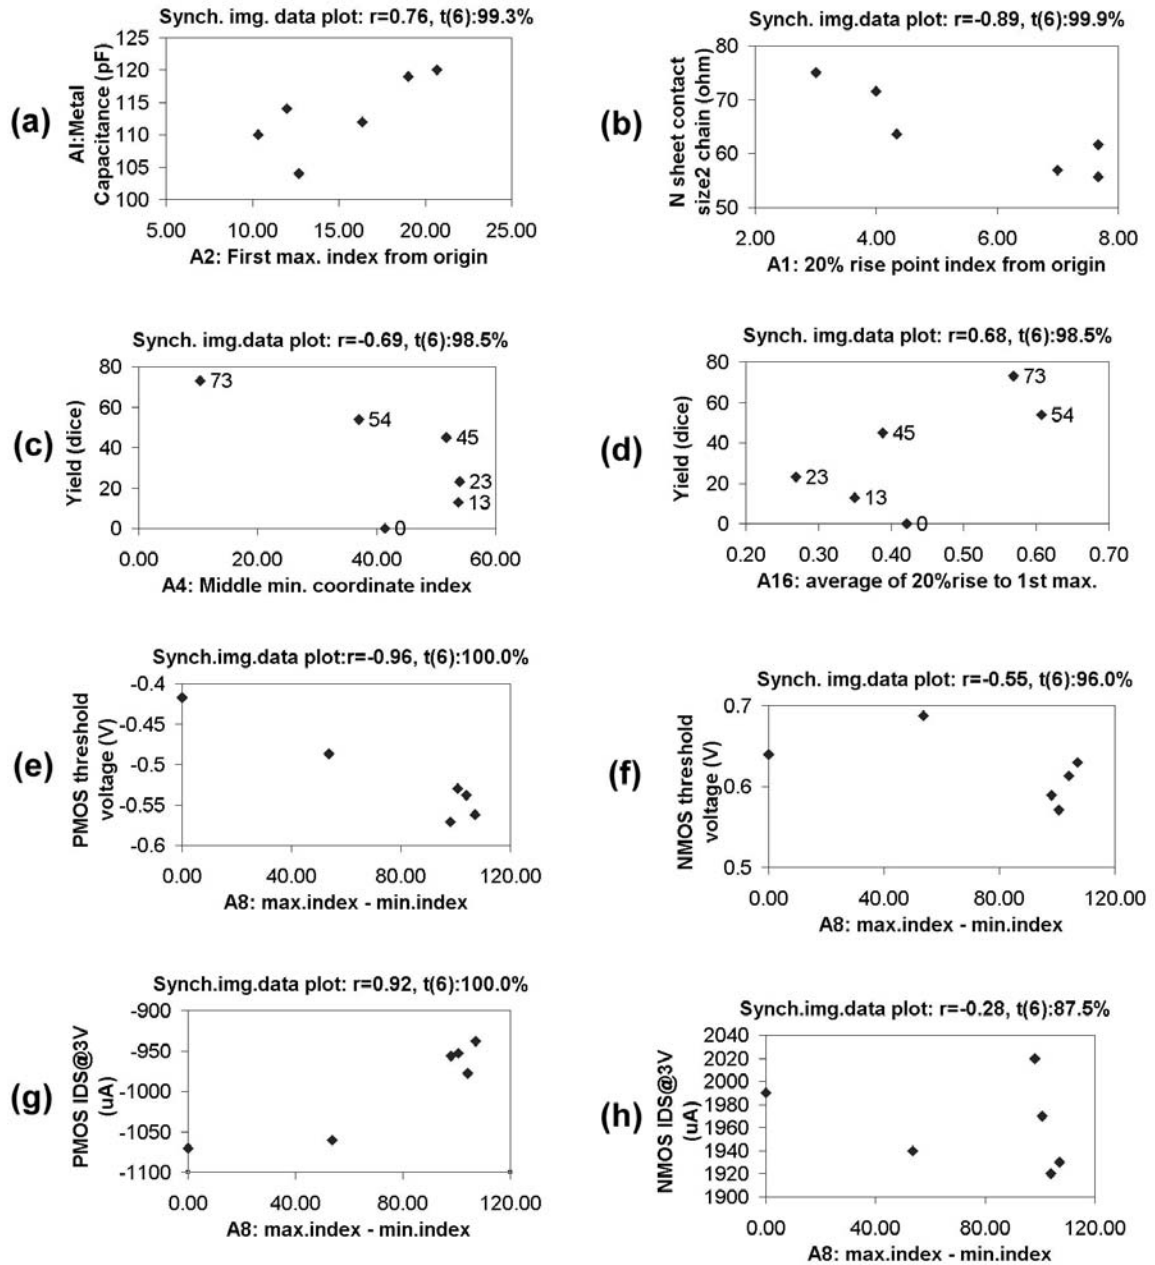 Synch. img. data plot: r=0.76, t(6):99.3%
(a)
Al:Metal
Capacitance (pF)
125
120
115
110
105
100
5.00 10.00 15.00 20.00 25.00
A2: First max. index from origin
Synch. img.data plot: r=-0.89, t(6):99.9%
(b)
N sheet contact
size2 chain (ohm)
80
70
60
50
2.00 4.00 6.00 8.00
A1: 20% rise point index from origin
Synch. img.data plot: r=-0.69, t(6):98.5%
(c)
Yield (dice)
80
60
40
20
0
73
54
45
23
13
0
0.00 20.00 40.00 60.00
A4: Middle min. coordinate index
Synch. img.data plot: r=0.68, t(6):98.5%
(d)
Yield (dice)
80
60
40
20
0
73
54
45
23
13
0
0.20 0.30 0.40 0.50 0.60 0.70
A16: average of 20%rise to 1st max.
Synch.img.data plot:r=-0.96, t(6):100.0%
(e)
PMOS threshold
voltage (V)
-0.4
-0.45
-0.5
-0.55
-0.6
0.00 40.00 80.00 120.00
A8: max.index - min.index
Synch. img.data plot: r=-0.55, t(6):96.0%
(f)
NMOS threshold
voltage (V)
0.7
0.6
0.5
0.00 40.00 80.00 120.00
A8: max.index - min.index
Synch.img.data plot: r=0.92, t(6):100.0%
(g)
PMOS IDS@3V
(uA)
-900
-950
-1000
-1050
-1100
0.00 40.00 80.00 120.00
A8: max.index - min.index
Synch.img.data plot: r=-0.28, t(6):87.5%
(h)
NMOS IDS@3V
(uA)
2040
2020
2000
1980
1960
1940
1920
1900
0.00 40.00 80.00 120.00
A8: max.index - min.index